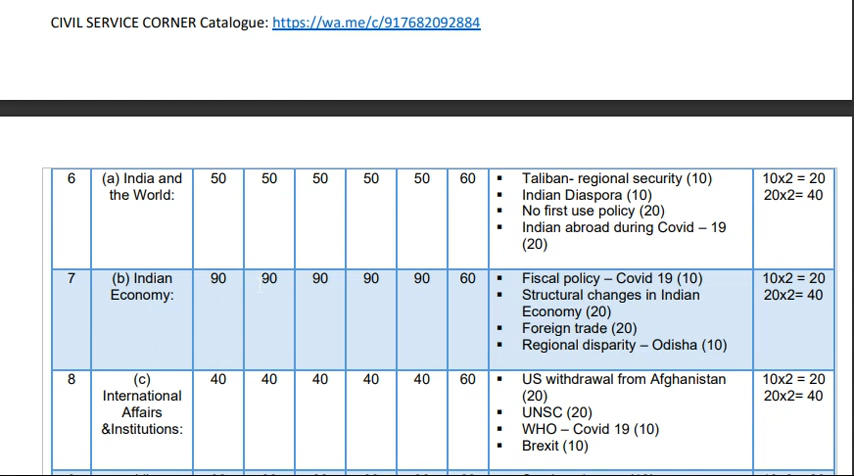 CIVIL SERVICE CORNER Catalogue: https://wa.me/c/917682092884
6 (a) India and the World: 50 50 50 50 50 60
▪ Taliban- regional security (10)
▪ Indian Diaspora (10)
▪ No first use policy (20)
▪ Indian abroad during Covid – 19
(20)
10x2 = 20
20x2= 40
7 (b) Indian Economy: 90 90 90 90 90 60
▪ Fiscal policy – Covid 19 (10)
▪ Structural changes in Indian
Economy (20)
▪ Foreign trade (20)
▪ Regional disparity – Odisha (10)
10x2 = 20
20x2= 40
8 (c) International Affairs &Institutions: 40 40 40 40 40 60
▪ US withdrawal from Afghanistan
(20)
▪ UNSC (20)
▪ WHO – Covid 19 (10)
▪ Brexit (10)
10x2 = 20
20x2= 40